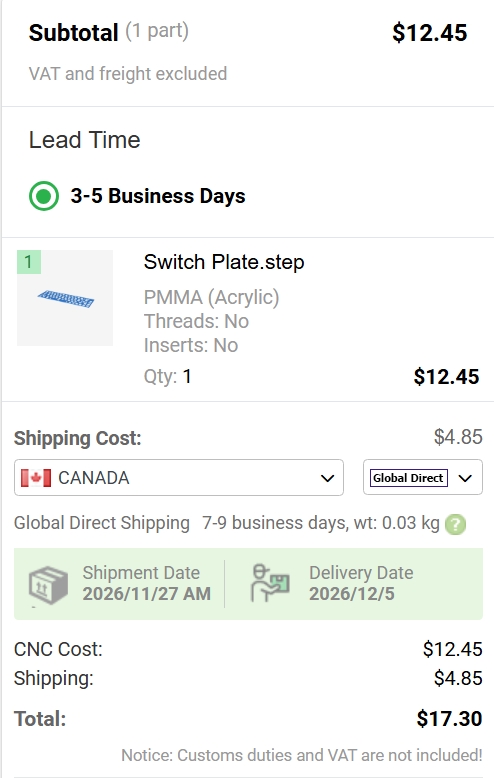 Subtotal (1 part) $12.45
VAT and freight excluded
Lead Time
3-5 Business Days
1
Switch Plate.step
PMMA (Acrylic)
Threads: No
Inserts: No
Qty: 1 $12.45
Shipping Cost: $4.85
CANADA Global Direct
Global Direct Shipping 7-9 business days, wt: 0.03 kg ?
Shipment Date Delivery Date
2026/11/27 AM 2026/12/5
CNC Cost: $12.45
Shipping: $4.85
Total: $17.30
Notice: Customs duties and VAT are not included!